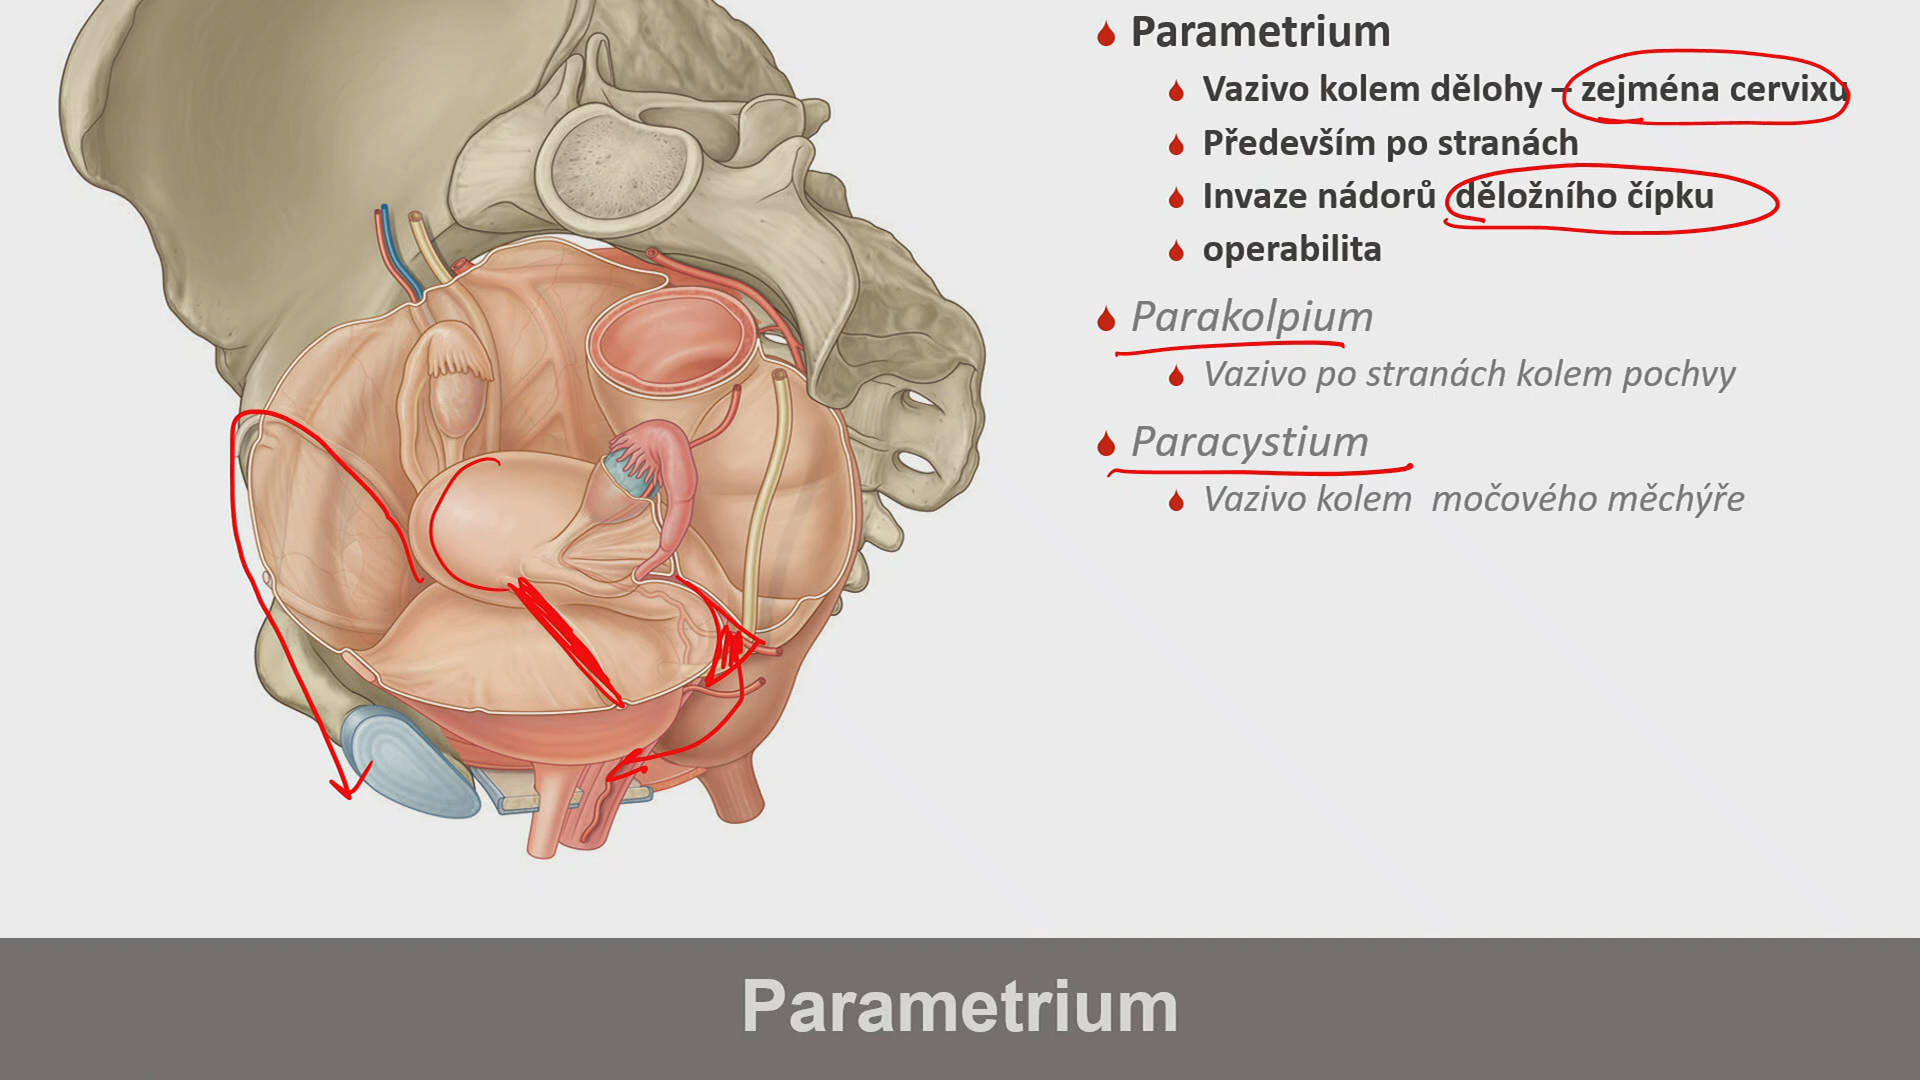 Parametrium
Vazivo kolem dělohy – zejména cervixu
Především po stranách
Invaze nádorů děložního čípku
operabilita
Parakolpium
Vazivo po stranách kolem pochvy
Paracystium
Vazivo kolem močového měchýře
Parametrium